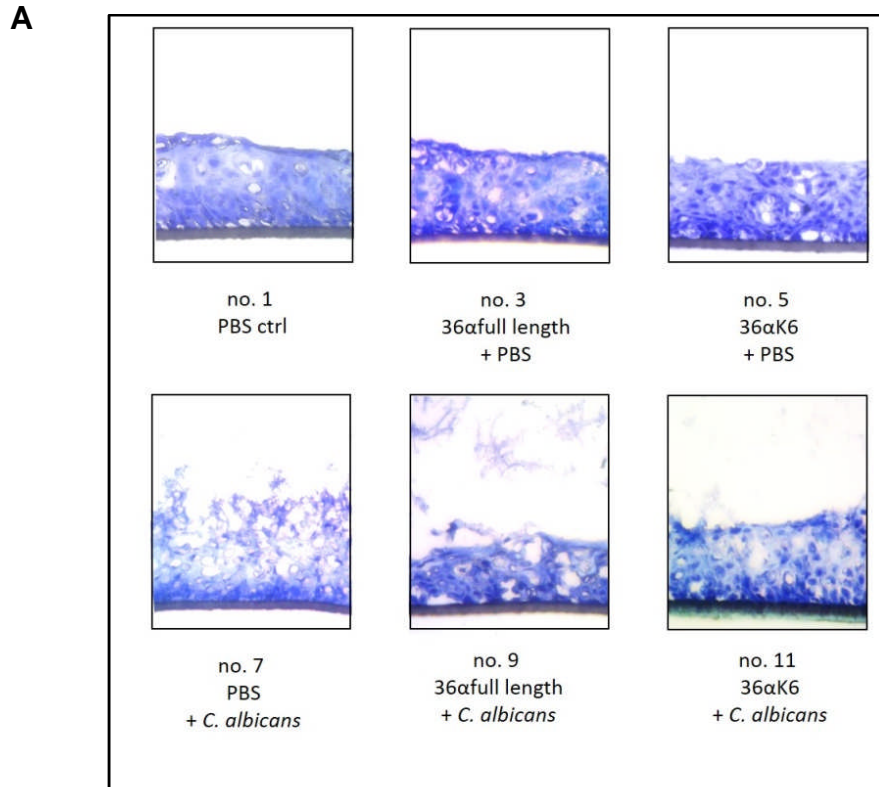 A
no. 1
PBS ctrl
no. 3
36αfull length
+ PBS
no. 5
36αK6
+ PBS
no. 7
PBS
+ C. albicans
no. 9
36αfull length
+ C. albicans
no. 11
36αK6
+ C. albicans